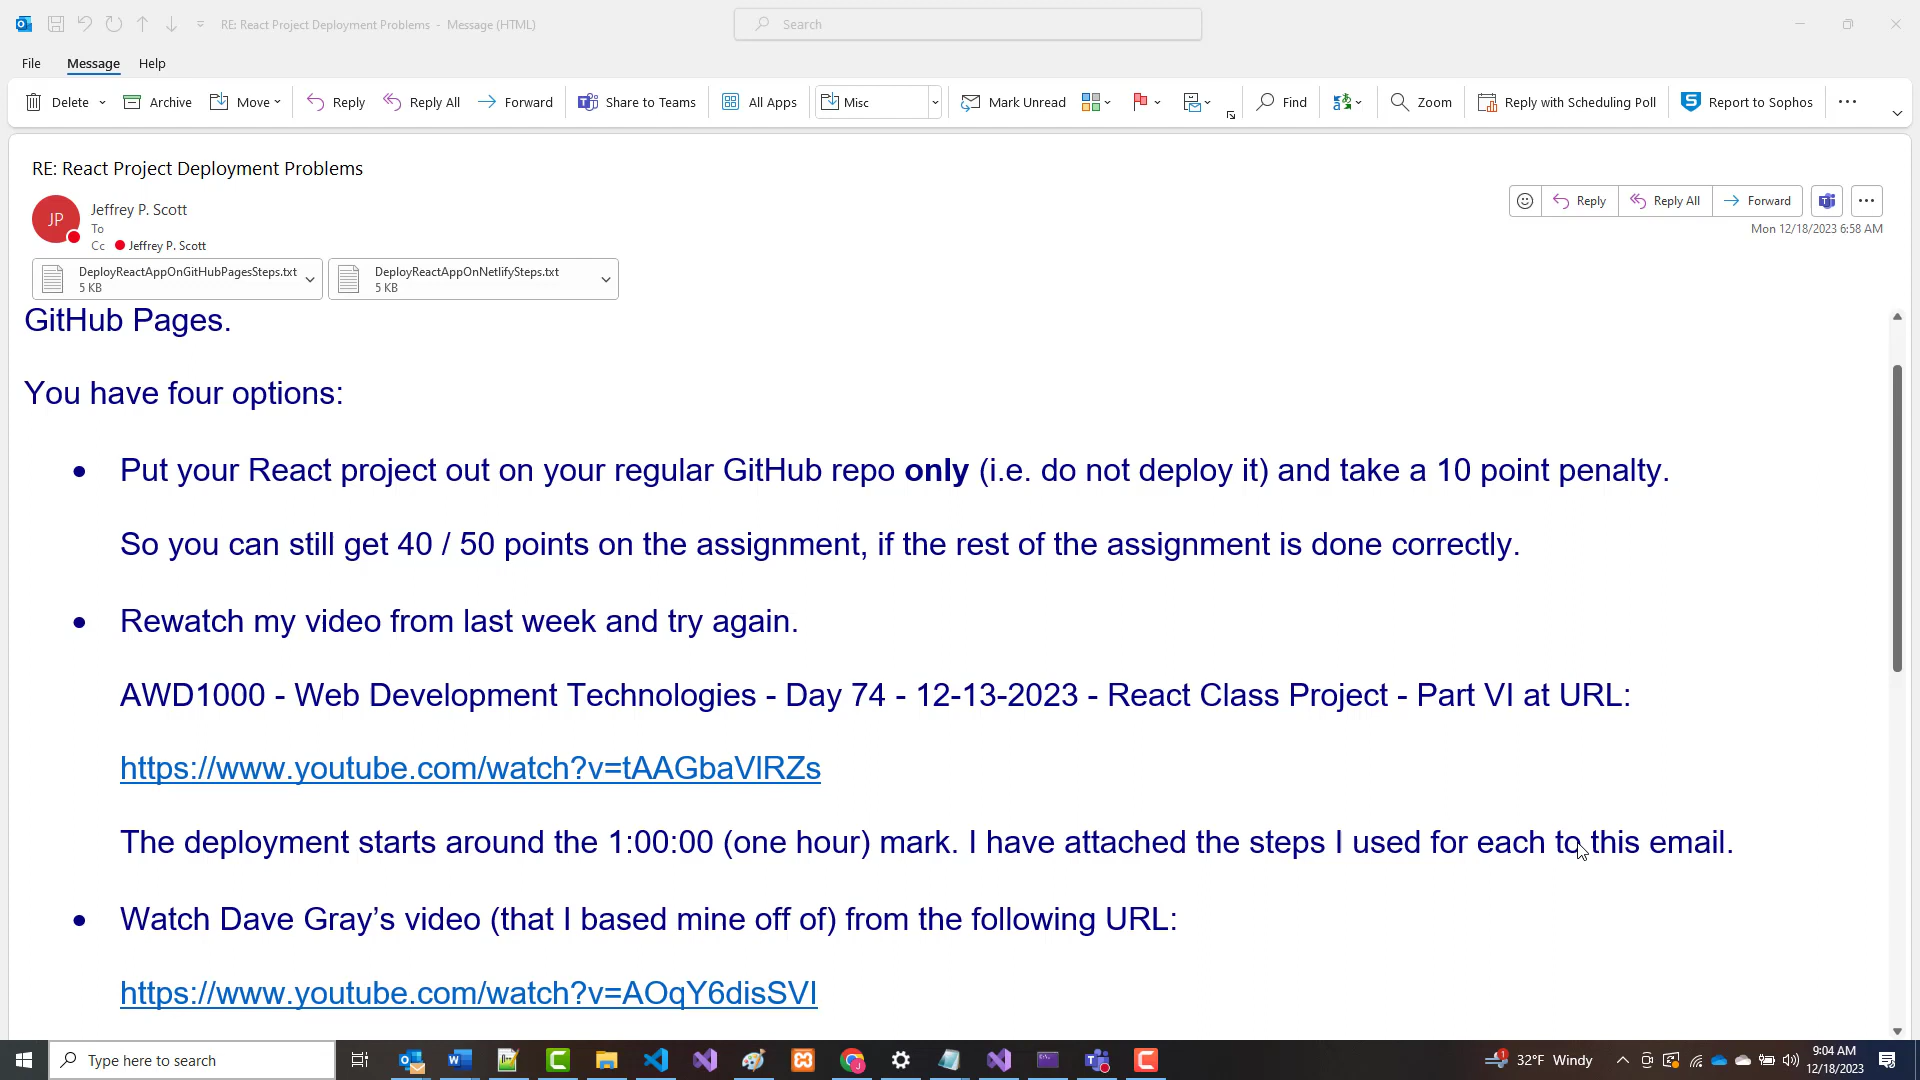 RE: React Project Deployment Problems - Message (HTML)
Search
File Message Help
Delete Archive Move Reply Reply All Forward Share to Teams All Apps Misc Mark Unread Find Zoom Reply with Scheduling Poll Report to Sophos
RE: React Project Deployment Problems
JP
Jeffrey P. Scott
To
Cc Jeffrey P. Scott
Reply Reply All Forward
Mon 12/18/2023 6:58 AM
DeployReactAppOnGitHubPagesSteps.txt
5 KB
DeployReactAppOnNetlifySteps.txt
5 KB
GitHub Pages.
You have four options:
• Put your React project out on your regular GitHub repo only (i.e. do not deploy it) and take a 10 point penalty.
So you can still get 40 / 50 points on the assignment, if the rest of the assignment is done correctly.
• Rewatch my video from last week and try again.
AWD1000 - Web Development Technologies - Day 74 - 12-13-2023 - React Class Project - Part VI at URL:
https://www.youtube.com/watch?v=tAAGbaVlRZs
The deployment starts around the 1:00:00 (one hour) mark. I have attached the steps I used for each to this email.
• Watch Dave Gray’s video (that I based mine off of) from the following URL:
https://www.youtube.com/watch?v=AOqY6disSVI
Type here to search
32°F Windy
9:04 AM
12/18/2023